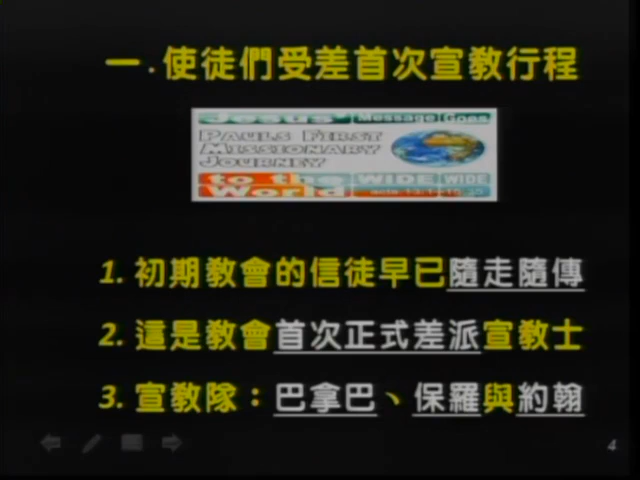 一.使徒們受差首次宣教行程
Jesus' Message Goes
PAULS FIRST
MISSIONARY
JOURNEY
to the WIDE WIDE
World
1. 初期教會的信徒早已隨走隨傳
2. 這是教會首次正式差派宣教士
3. 宣教隊：巴拿巴、保羅與約翰
4